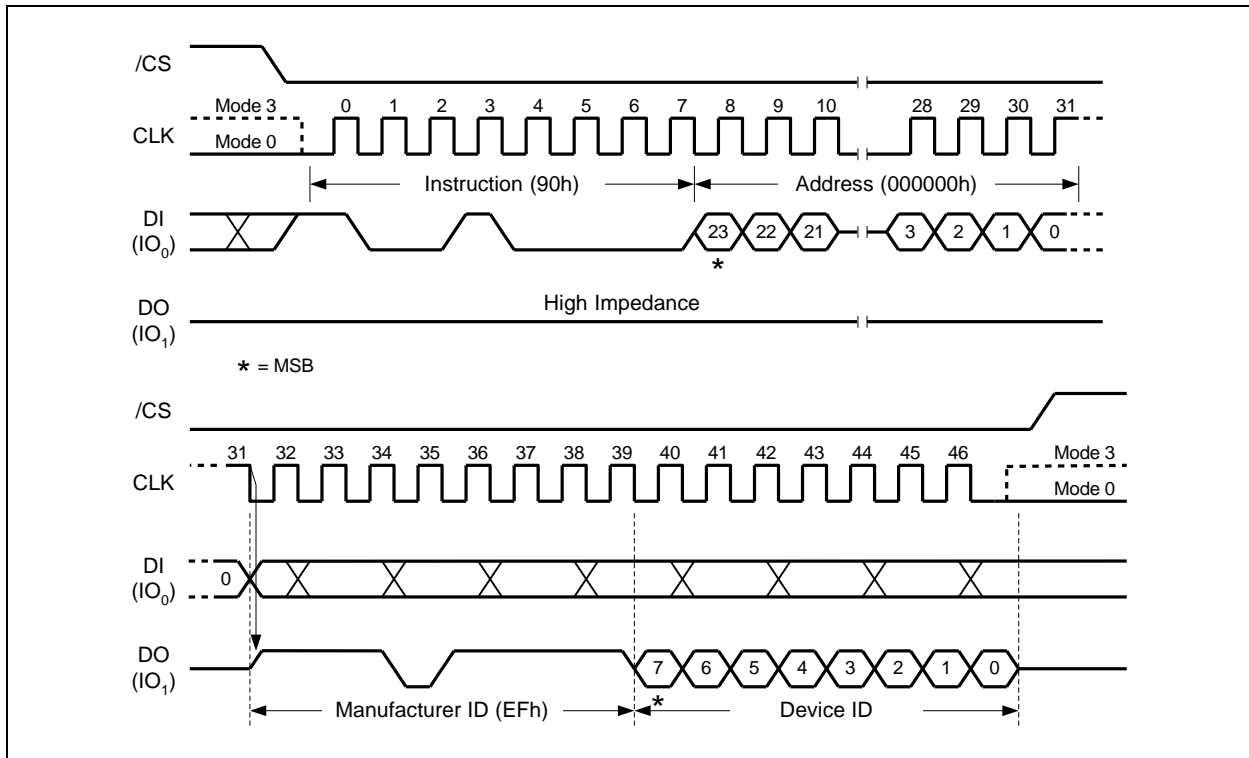 /CS
Mode 3
0 1 2 3 4 5 6 7 8 9 10 28 29 30 31
CLK
Mode 0
Instruction (90h)
Address (000000h)
DI
(IO0)
23 22 21 3 2 1 0
*
High Impedance
DO
(IO1)
* = MSB
/CS
31 32 33 34 35 36 37 38 39 40 41 42 43 44 45 46
Mode 3
CLK
Mode 0
DI
(IO0)
0
DO
(IO1)
7 6 5 4 3 2 1 0
*
Manufacturer ID (EFh)
Device ID